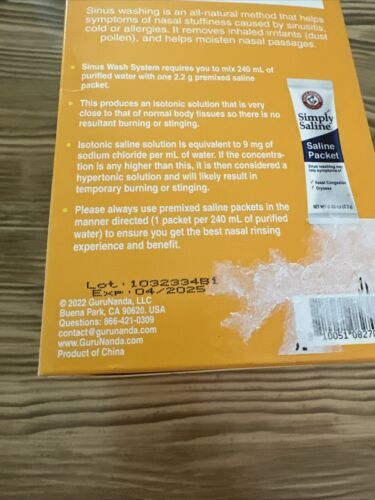 Sinus washing is an all-natural method that helps
symptoms of nasal stuffiness caused by sinusitis,
cold or allergies. It removes inhaled irritants (dust
pollen), and helps moisten nasal passages.
Sinus Wash System requires you to mix 240 mL of
purified water with one 2.2 g premixed saline
packet.
This produces an isotonic solution that is very
close to that of normal body tissues so there is no
resultant burning or stinging.
Isotonic saline solution is equivalent to 9 mg of
sodium chloride per mL of water. If the concentra-
tion is any higher than this, it is then considered a
hypertonic solution and will likely result in
temporary burning or stinging.
Please always use premixed saline packets in the
manner directed (1 packet per 240 mL of purified
water) to ensure you get the best nasal rinsing
experience and benefit.
Simply
Saline
Saline
Packet
Nasal Congestion
Dryness
Lot: 1032334B1
Exp: 04/2025
© 2022 GuruNanda, LLC
Buena Park, CA 90620. USA
Questions: 866-421-0309
contact@gurunanda.com
www.GuruNanda.com
Product of China
10051 0827